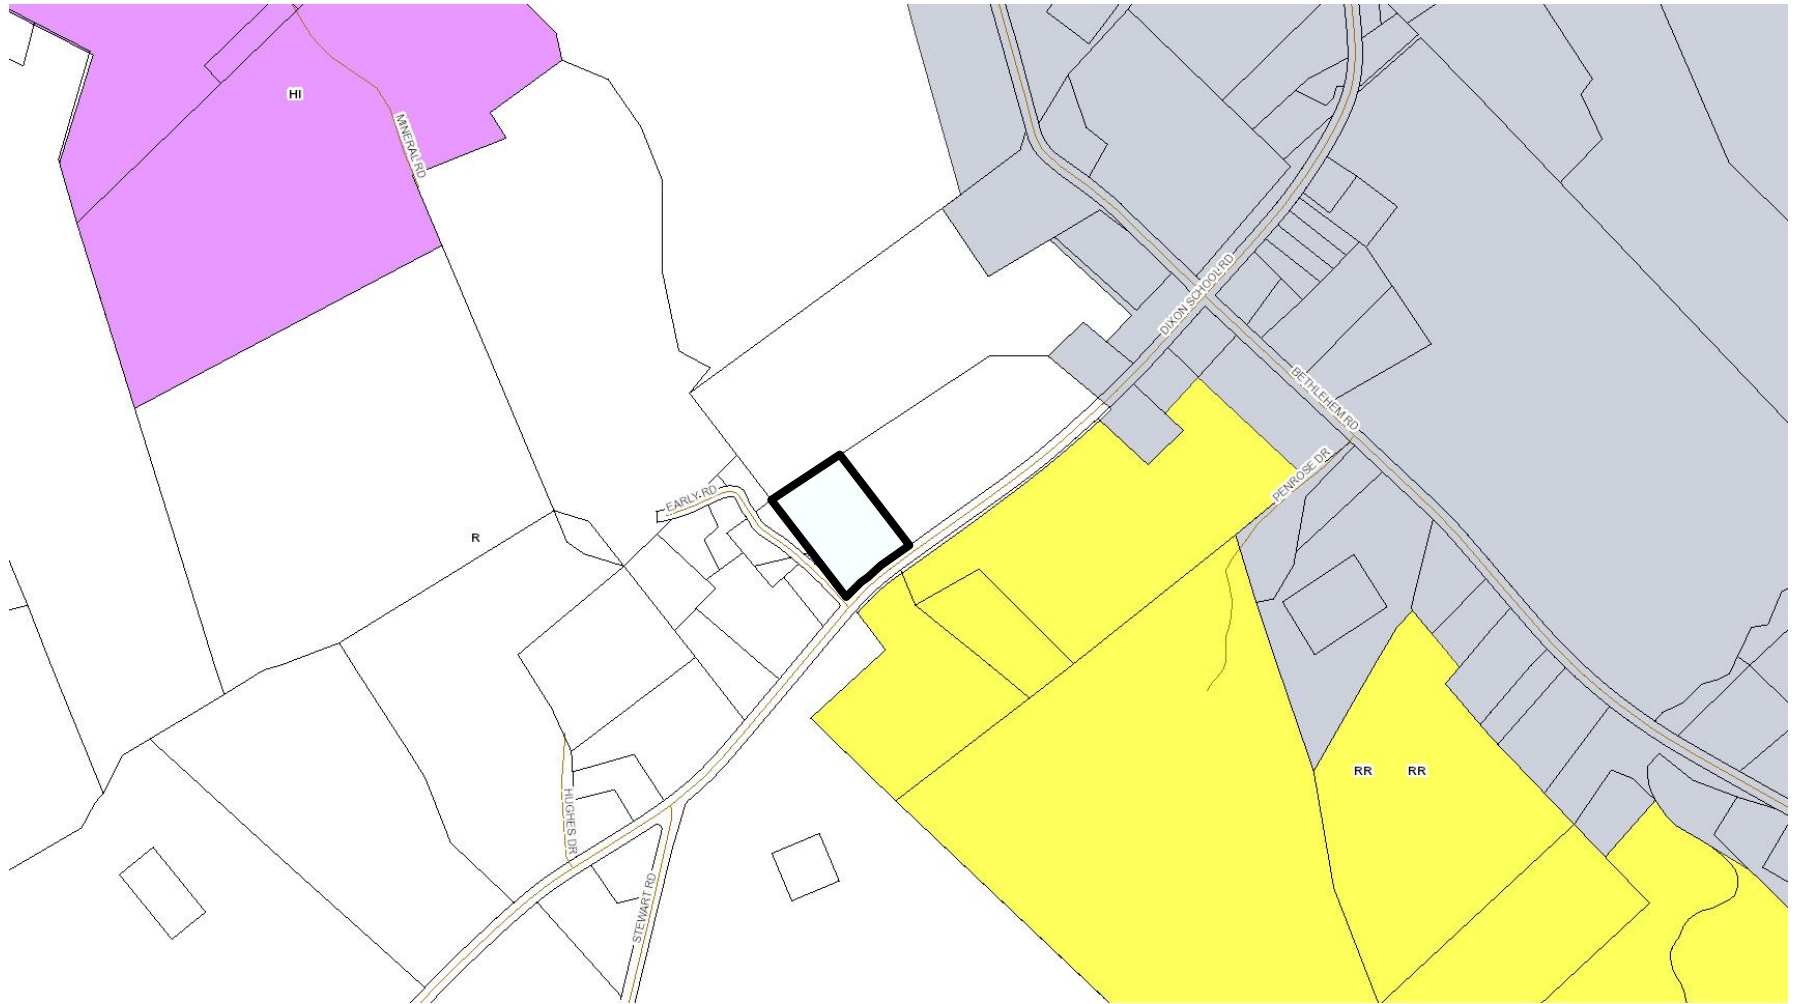 HI
MINERAL RD
DIXON SCHOOL RD
BETHLEHEM RD
PENROSE DR
EARLY RD
R
RR
RR
HUGHES DR
STEWART RD